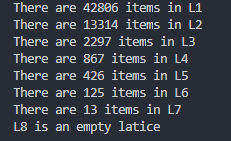 There are 42806 items in L1
There are 13314 items in L2
There are 2297 items in L3
There are 867 items in L4
There are 426 items in L5
There are 125 items in L6
There are 13 items in L7
L8 is an empty latice